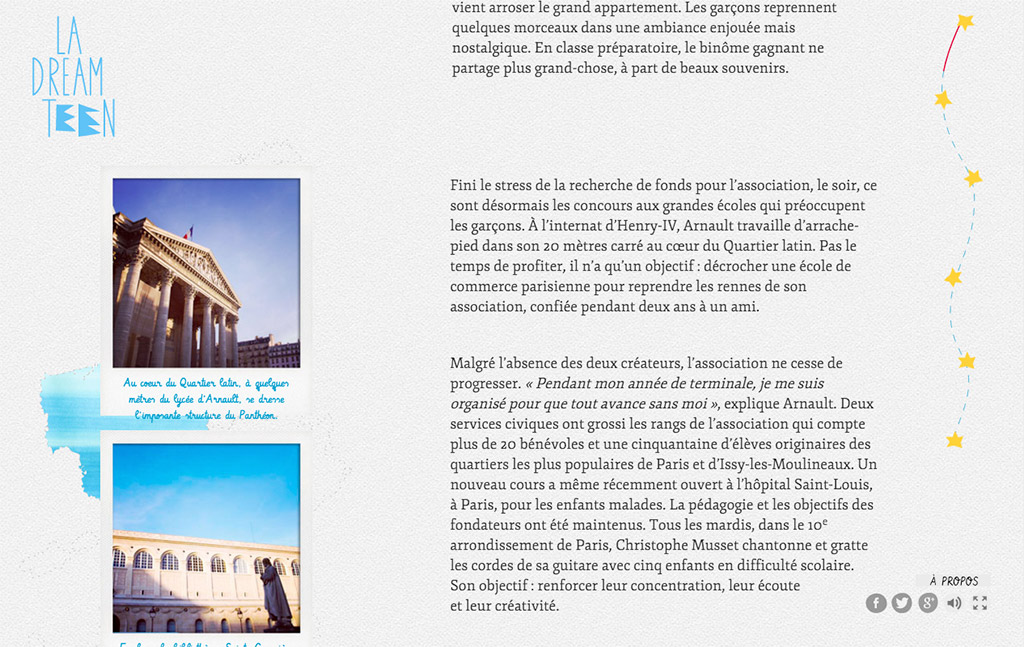 LA
DREAM
TEEN
vient arroser le grand appartement. Les garçons reprennent
quelques morceaux dans une ambiance enjouée mais
nostalgique. En classe préparatoire, le binôme gagnant ne
partage plus grand-chose, à part de beaux souvenirs.
Fini le stress de la recherche de fonds pour l'association, le soir, ce
sont désormais les concours aux grandes écoles qui préoccupent
les garçons. À l'internat d'Henry-IV, Arnault travaille d'arrache-
pied dans son 20 mètres carré au cœur du Quartier latin. Pas le
temps de profiter, il n'a qu'un objectif : décrocher une école de
commerce parisienne pour reprendre les rennes de son
association, confiée pendant deux ans à un ami.
Malgré l'absence des deux créateurs, l'association ne cesse de
progresser. « Pendant mon année de terminale, je me suis
organisé pour que tout avance sans moi », explique Arnault. Deux
services civiques ont grossi les rangs de l'association qui compte
plus de 20 bénévoles et une cinquantaine d'élèves originaires des
quartiers les plus populaires de Paris et d'Issy-les-Moulineaux. Un
nouveau cours a même récemment ouvert à l'hôpital Saint-Louis,
à Paris, pour les enfants malades. La pédagogie et les objectifs des
fondateurs ont été maintenus. Tous les mardis, dans le 10e
arrondissement de Paris, Christophe Musset chantonne et gratte
les cordes de sa guitare avec cinq enfants en difficulté scolaire.
Son objectif : renforcer leur concentration, leur écoute
et leur créativité.
Au coeur du Quartier latin, à quelques
mètres du lycée d'Arnault, se dresse
l'imposante structure du Panthéon.
À PROPOS